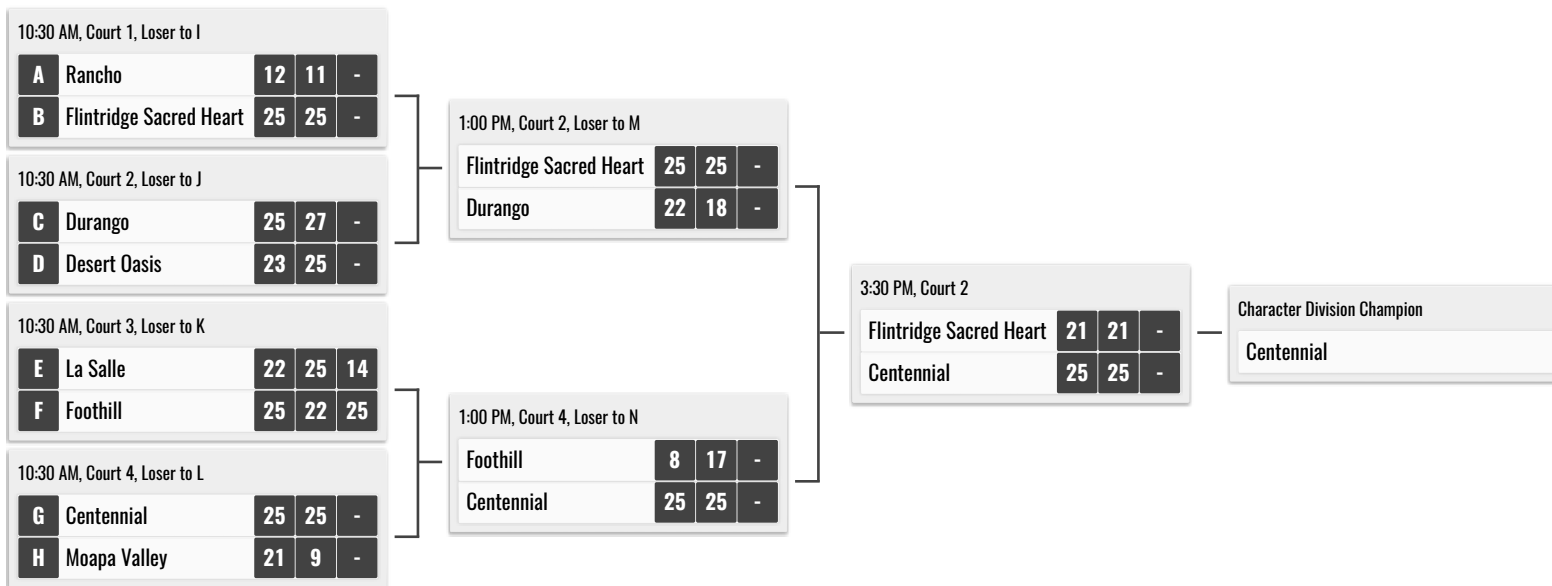 10:30 AM, Court 1, Loser to I
A Rancho 12 11 -
B Flintridge Sacred Heart 25 25 -
10:30 AM, Court 2, Loser to J
C Durango 25 27 -
D Desert Oasis 23 25 -
10:30 AM, Court 3, Loser to K
E La Salle 22 25 14
F Foothill 25 22 25
10:30 AM, Court 4, Loser to L
G Centennial 25 25 -
H Moapa Valley 21 9 -
1:00 PM, Court 2, Loser to M
Flintridge Sacred Heart 25 25 -
Durango 22 18 -
1:00 PM, Court 4, Loser to N
Foothill 8 17 -
Centennial 25 25 -
3:30 PM, Court 2
Flintridge Sacred Heart 21 21 -
Centennial 25 25 -
Character Division Champion
Centennial